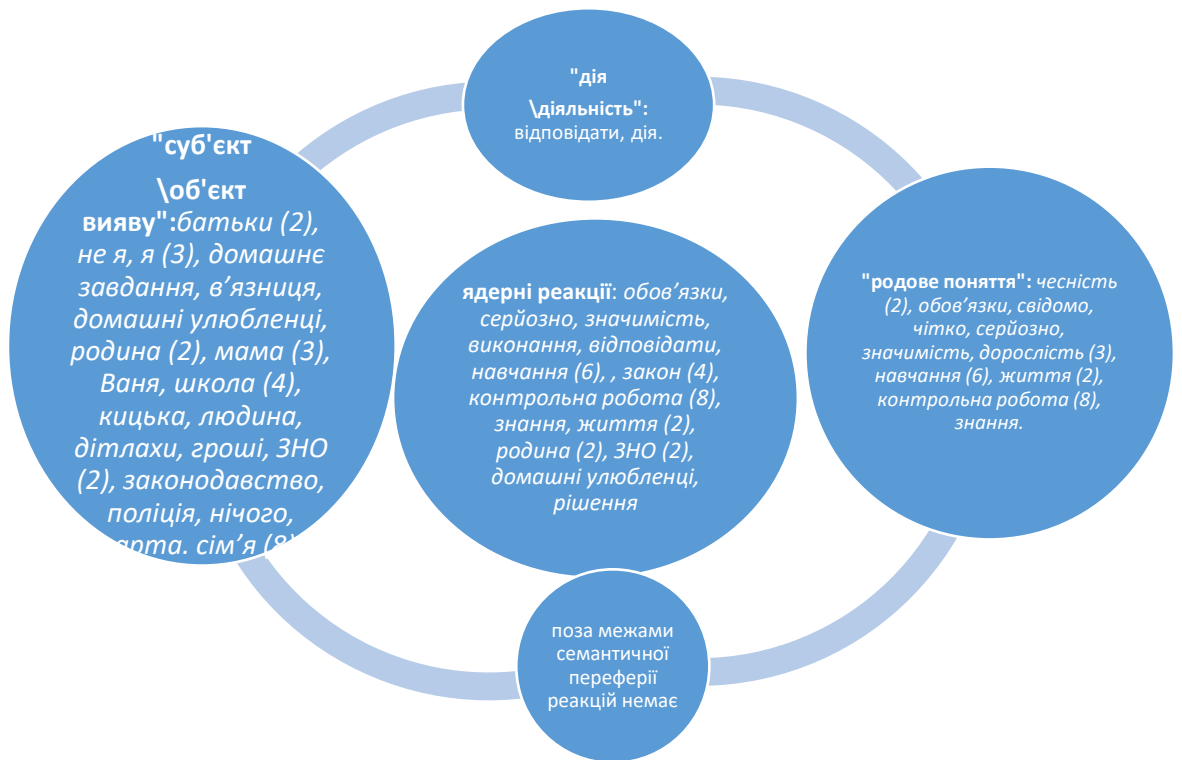 "дія
\діяльність":
відповідати, дія.
"суб'єкт
\об'єкт
вияву":батьки (2),
не я, я (3), домашнє
завдання, в’язниця,
домашні улюбленці,
родина (2), мама (3),
Ваня, школа (4),
кицька, людина,
дітлахи, гроші, ЗНО
(2), законодавство,
поліція, нічого,
сім’я (8)
ядерні реакції: обов’язки,
серйозно, значимість,
виконання, відповідати,
навчання (6), , закон (4),
контрольна робота (8),
знання, життя (2),
родина (2), ЗНО (2),
домашні улюбленці,
рішення
"родове поняття": чесність
(2), обов’язки, свідомо,
чітко, серйозно,
значимість, дорослість (3),
навчання (6), життя (2),
контрольна робота (8),
знання.
поза межами
семантичної
переферії
реакцій немає